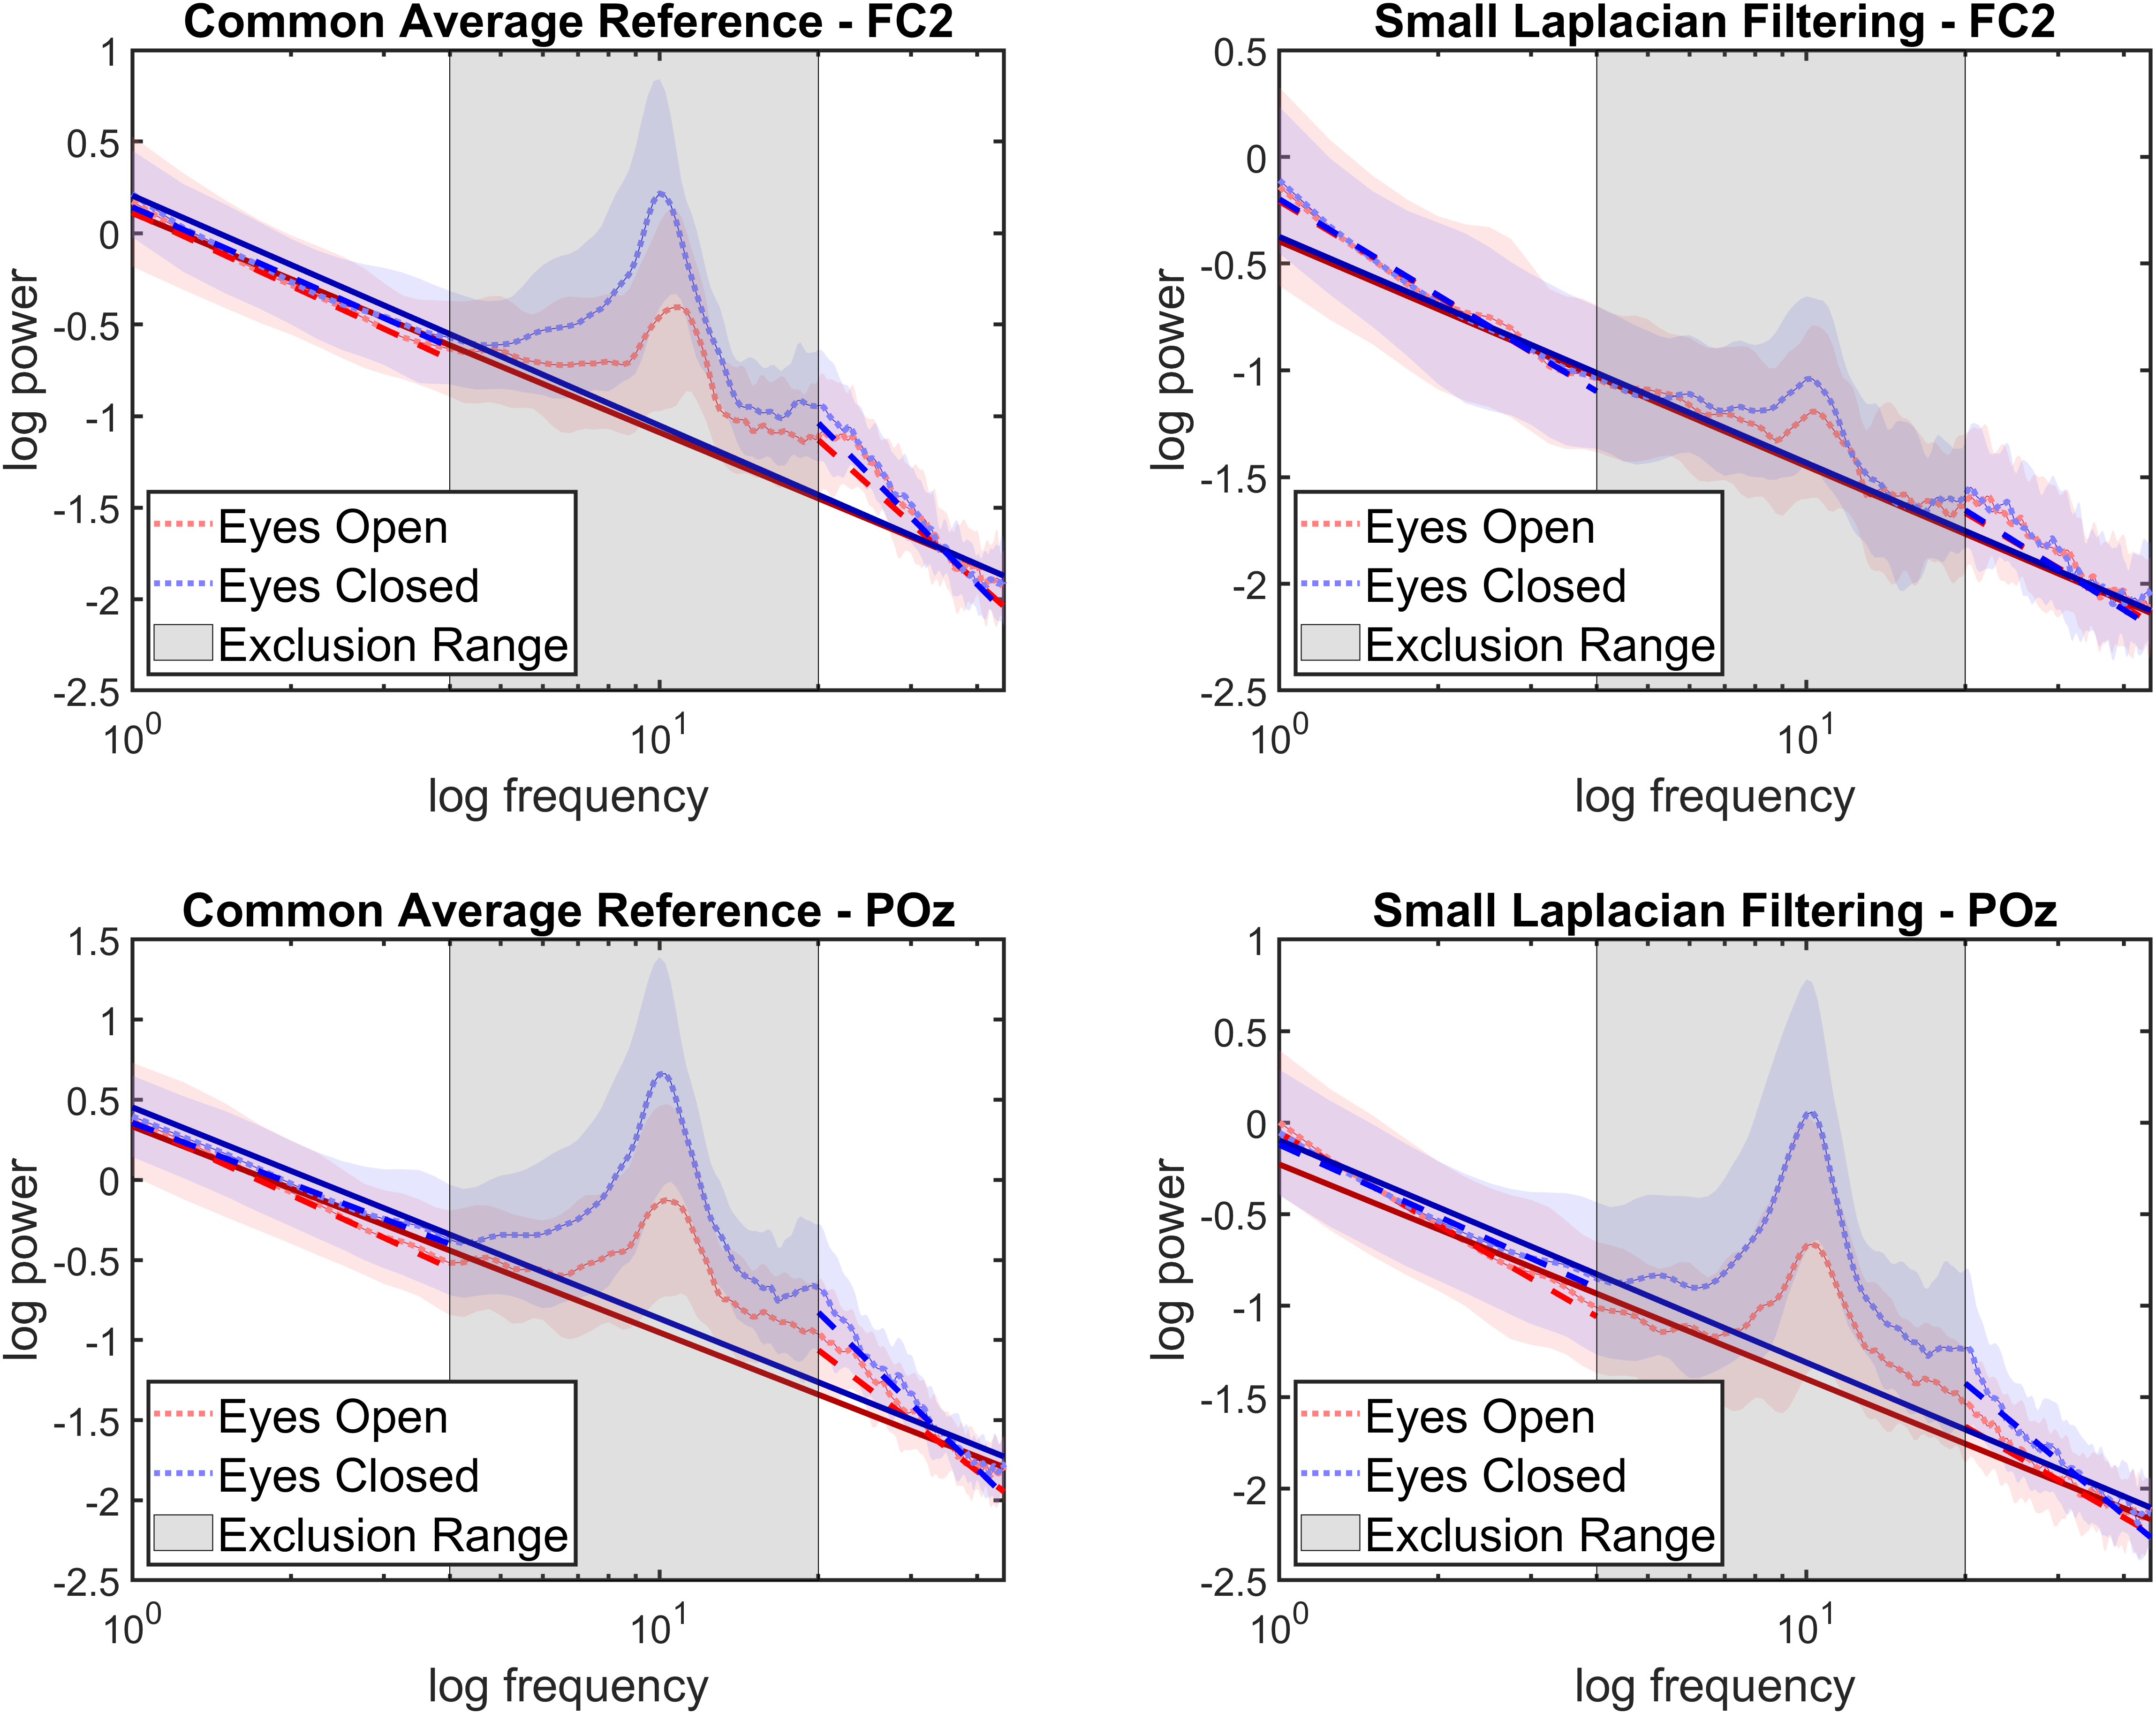 Common Average Reference - FC2
1
0.5
0
-0.5
-1
-1.5
-2
-2.5
log power
Eyes Open
Eyes Closed
Exclusion Range
10^0
10^1
log frequency
Small Laplacian Filtering - FC2
0.5
0
-0.5
-1
-1.5
-2
-2.5
log power
Eyes Open
Eyes Closed
Exclusion Range
10^0
10^1
log frequency
Common Average Reference - POz
1.5
1
0.5
0
-0.5
-1
-1.5
-2
-2.5
log power
Eyes Open
Eyes Closed
Exclusion Range
10^0
10^1
log frequency
Small Laplacian Filtering - POz
1
0.5
0
-0.5
-1
-1.5
-2
-2.5
log power
Eyes Open
Eyes Closed
Exclusion Range
10^0
10^1
log frequency